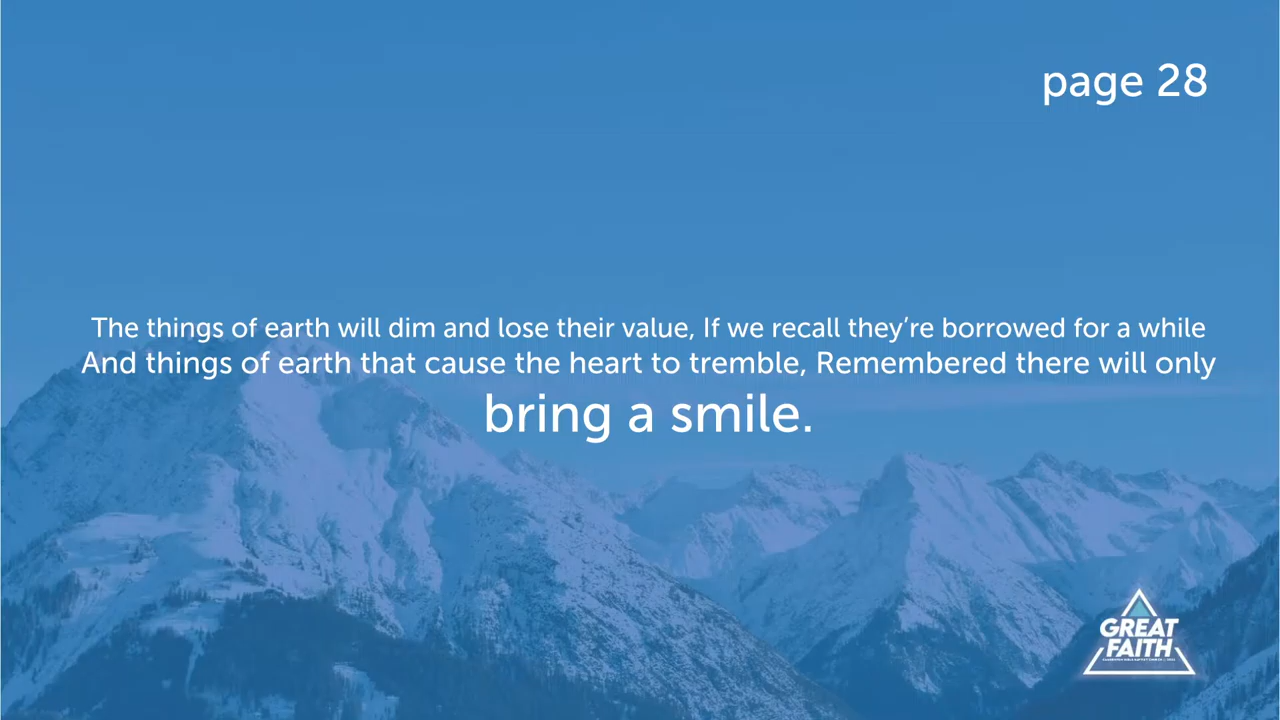 page 28
The things of earth will dim and lose their value, If we recall they’re borrowed for a while
And things of earth that cause the heart to tremble, Remembered there will only
bring a smile.
GREAT
FAITH